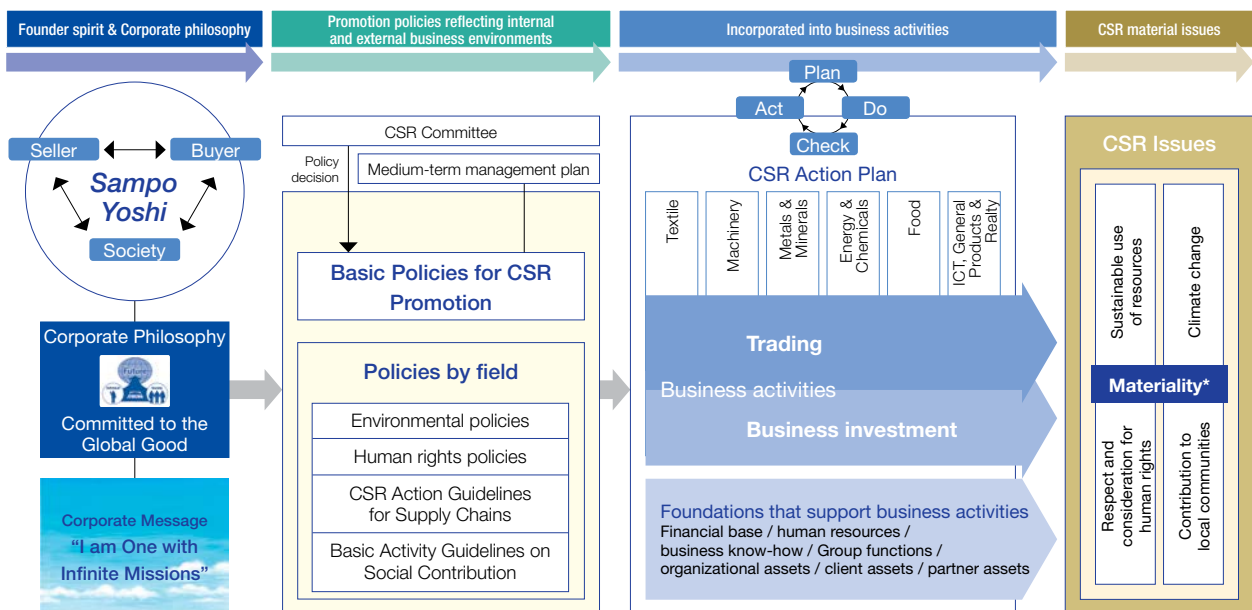 Founder spirit & Corporate philosophy
Promotion policies reflecting internal
and external business environments
Incorporated into business activities
CSR material issues
Seller
Buyer
Sampo
Yoshi
Society
Corporate Philosophy
Future
Committed to the
Global Good
Corporate Message
“I am One with
Infinite Missions”
CSR Committee
Policy
decision
Medium-term management plan
Basic Policies for CSR
Promotion
Policies by field
Environmental policies
Human rights policies
CSR Action Guidelines
for Supply Chains
Basic Activity Guidelines on
Social Contribution
Plan
Act
Do
Check
CSR Action Plan
Textile
Machinery
Metals &
Minerals
Energy &
Chemicals
Food
ICT, General
Products &
Realty
Trading
Business activities
Business investment
Foundations that support business activities
Financial base / human resources /
business know-how / Group functions /
organizational assets / client assets / partner assets
CSR Issues
Sustainable use
of resources
Climate change
Materiality*
Respect and
consideration for
human rights
Contribution to
local communities